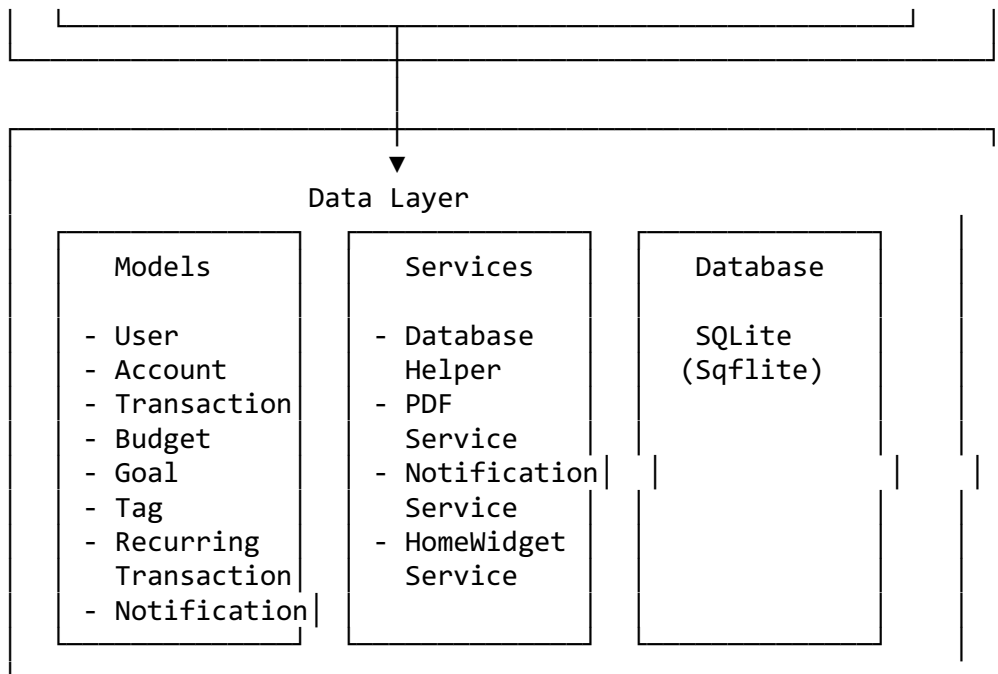 Data Layer
Models Services Database
- User - Database SQLite
- Account Helper (Sqflite)
- Transaction - PDF
- Budget Service
- Goal - Notification
- Tag Service
- Recurring - HomeWidget
Transaction Service
- Notification